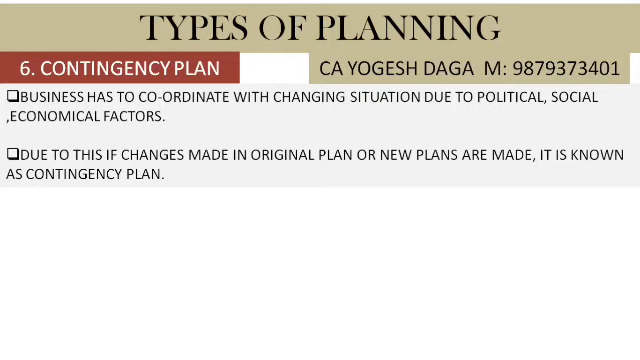 TYPES OF PLANNING
6. CONTINGENCY PLAN
CA YOGESH DAGA M: 9879373401
❑BUSINESS HAS TO CO-ORDINATE WITH CHANGING SITUATION DUE TO POLITICAL, SOCIAL
,ECONOMICAL FACTORS.
❑DUE TO THIS IF CHANGES MADE IN ORIGINAL PLAN OR NEW PLANS ARE MADE, IT IS KNOWN
AS CONTINGENCY PLAN.